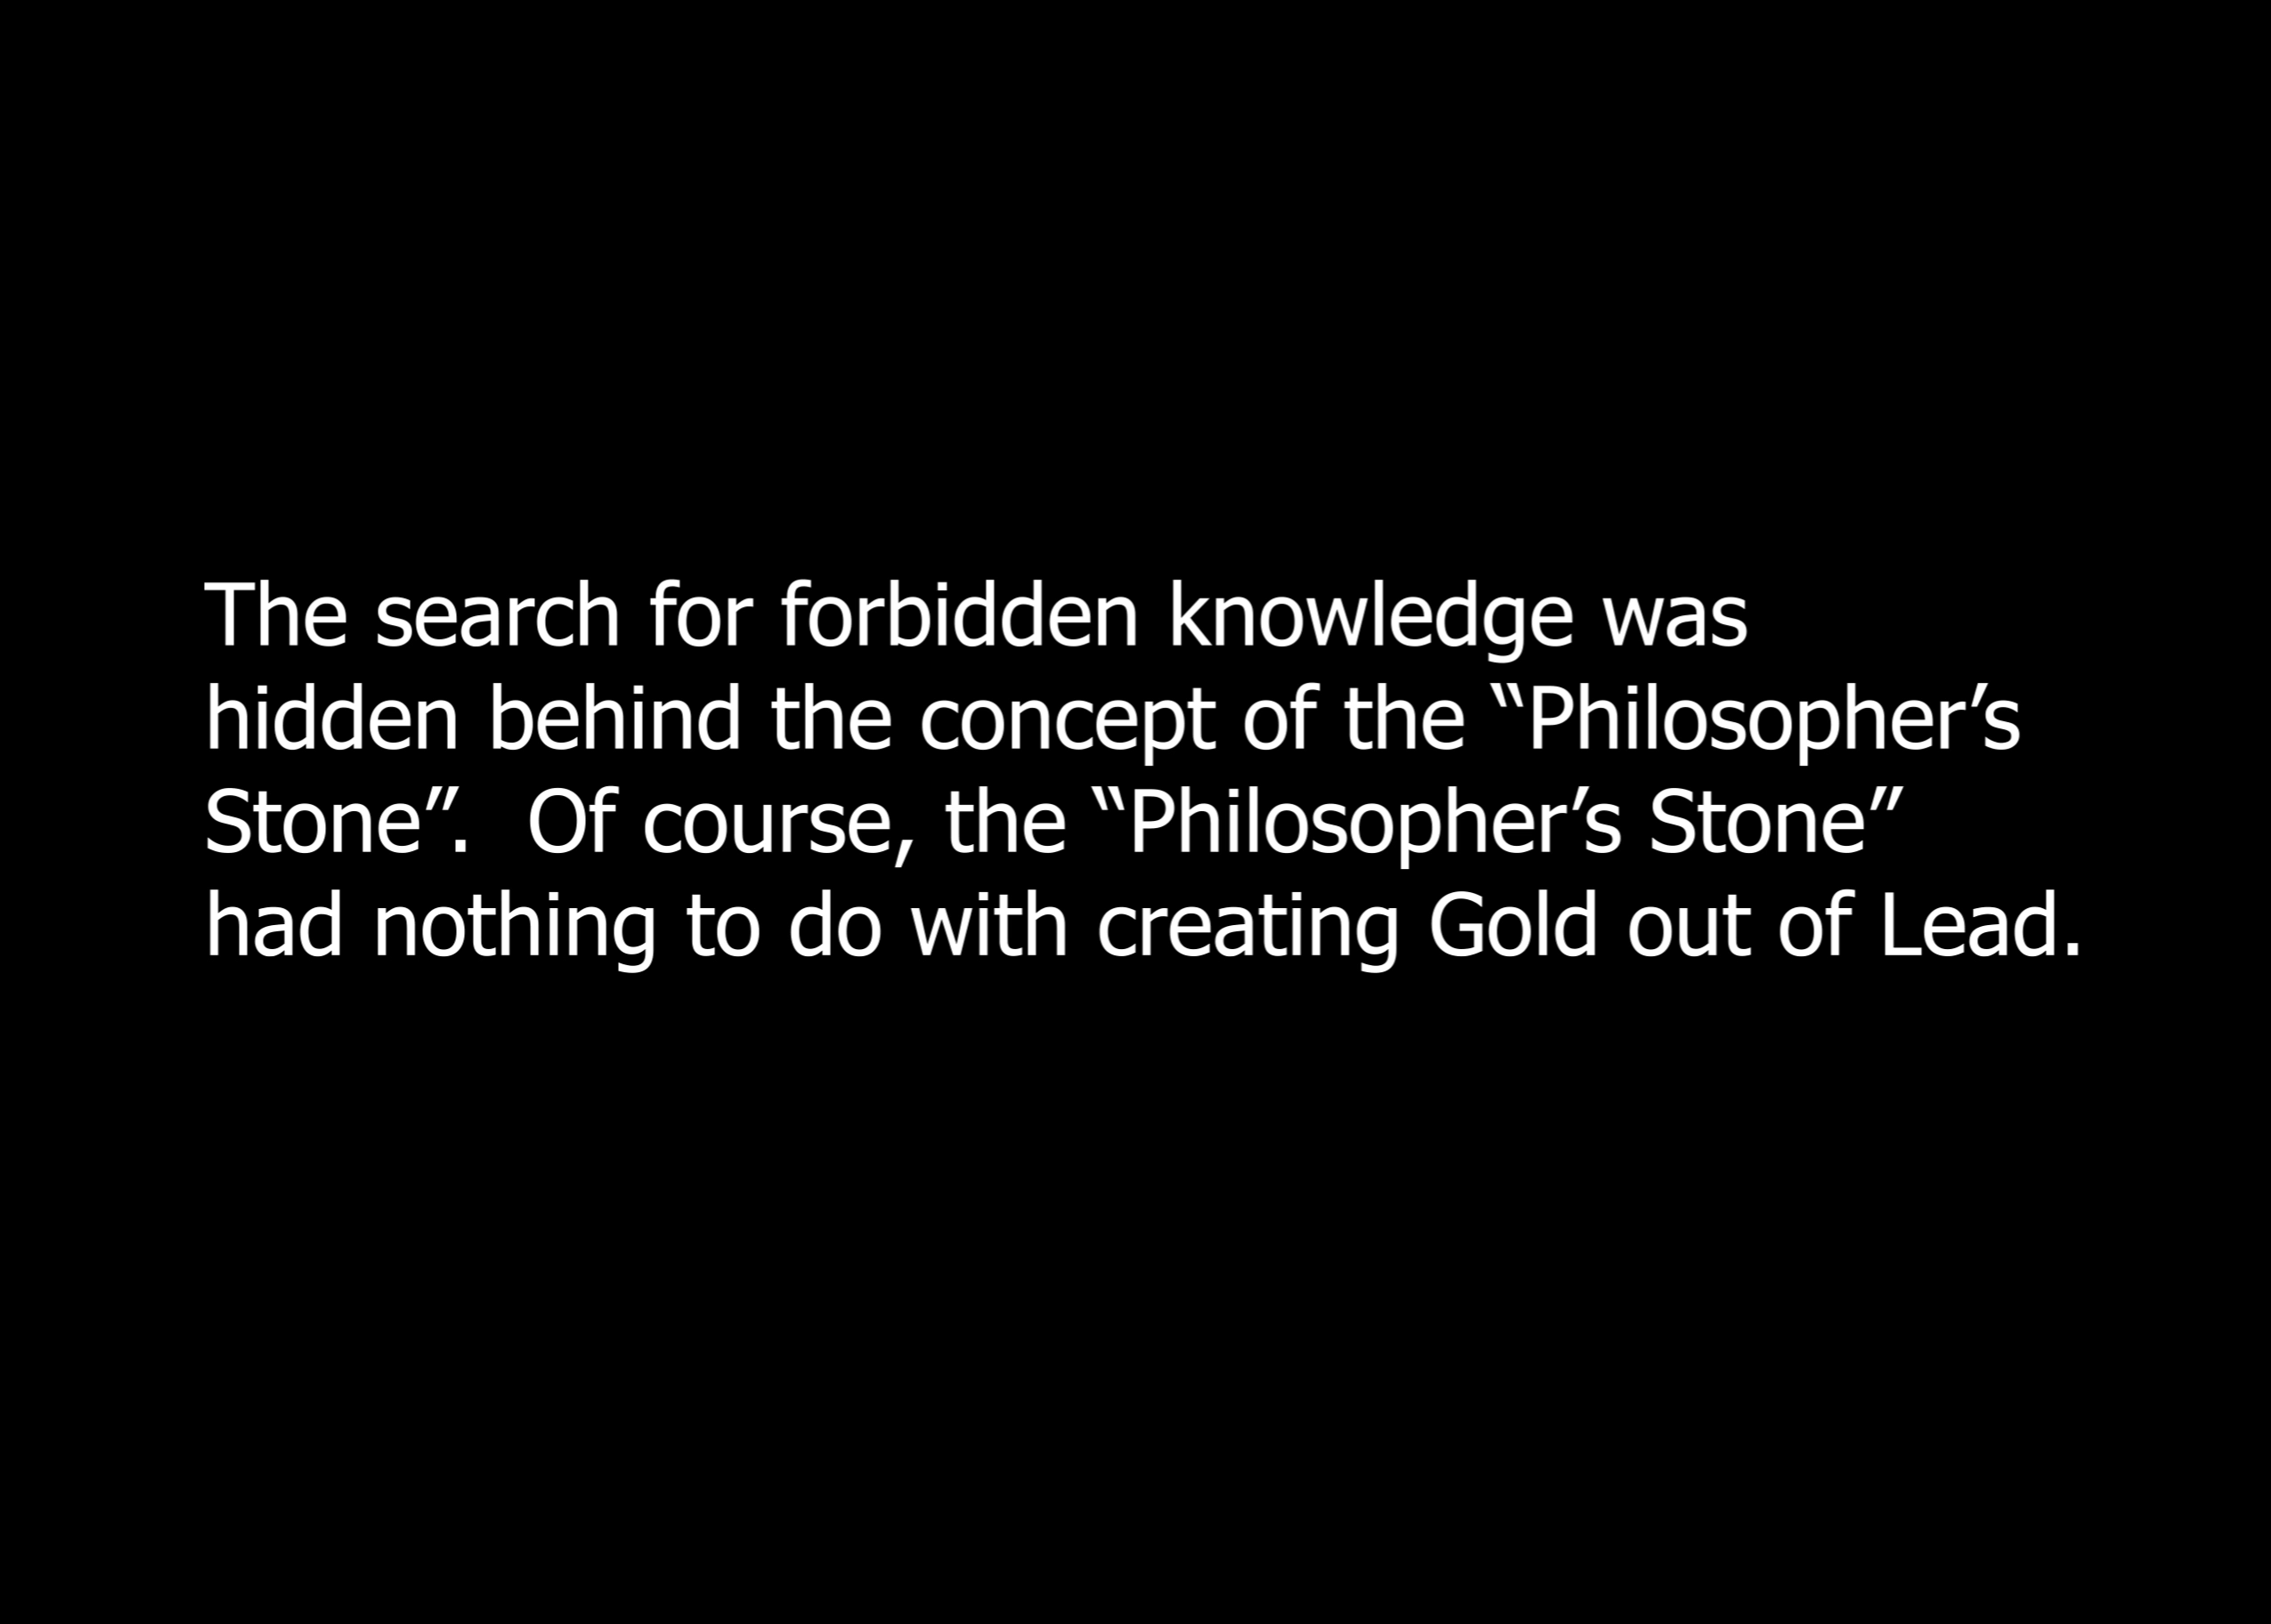 The search for forbidden knowledge was
hidden behind the concept of the “Philosopher’s
Stone”.  Of course, the “Philosopher’s Stone”
had nothing to do with creating Gold out of Lead.